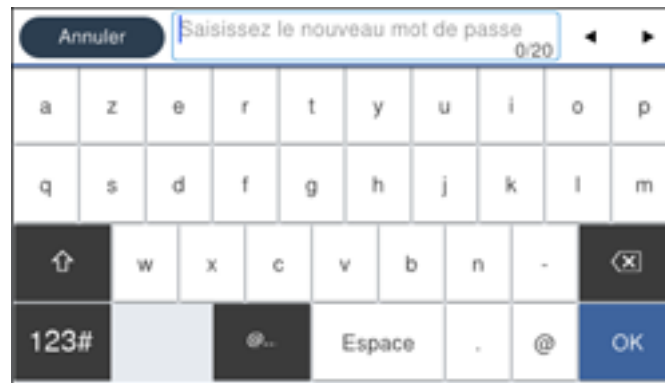 Annuler Saisissez le nouveau mot de passe
0/20
a z e r t y u i o p
q s d f g h j k l m
w x c v b n -
123# @... Espace . @ OK